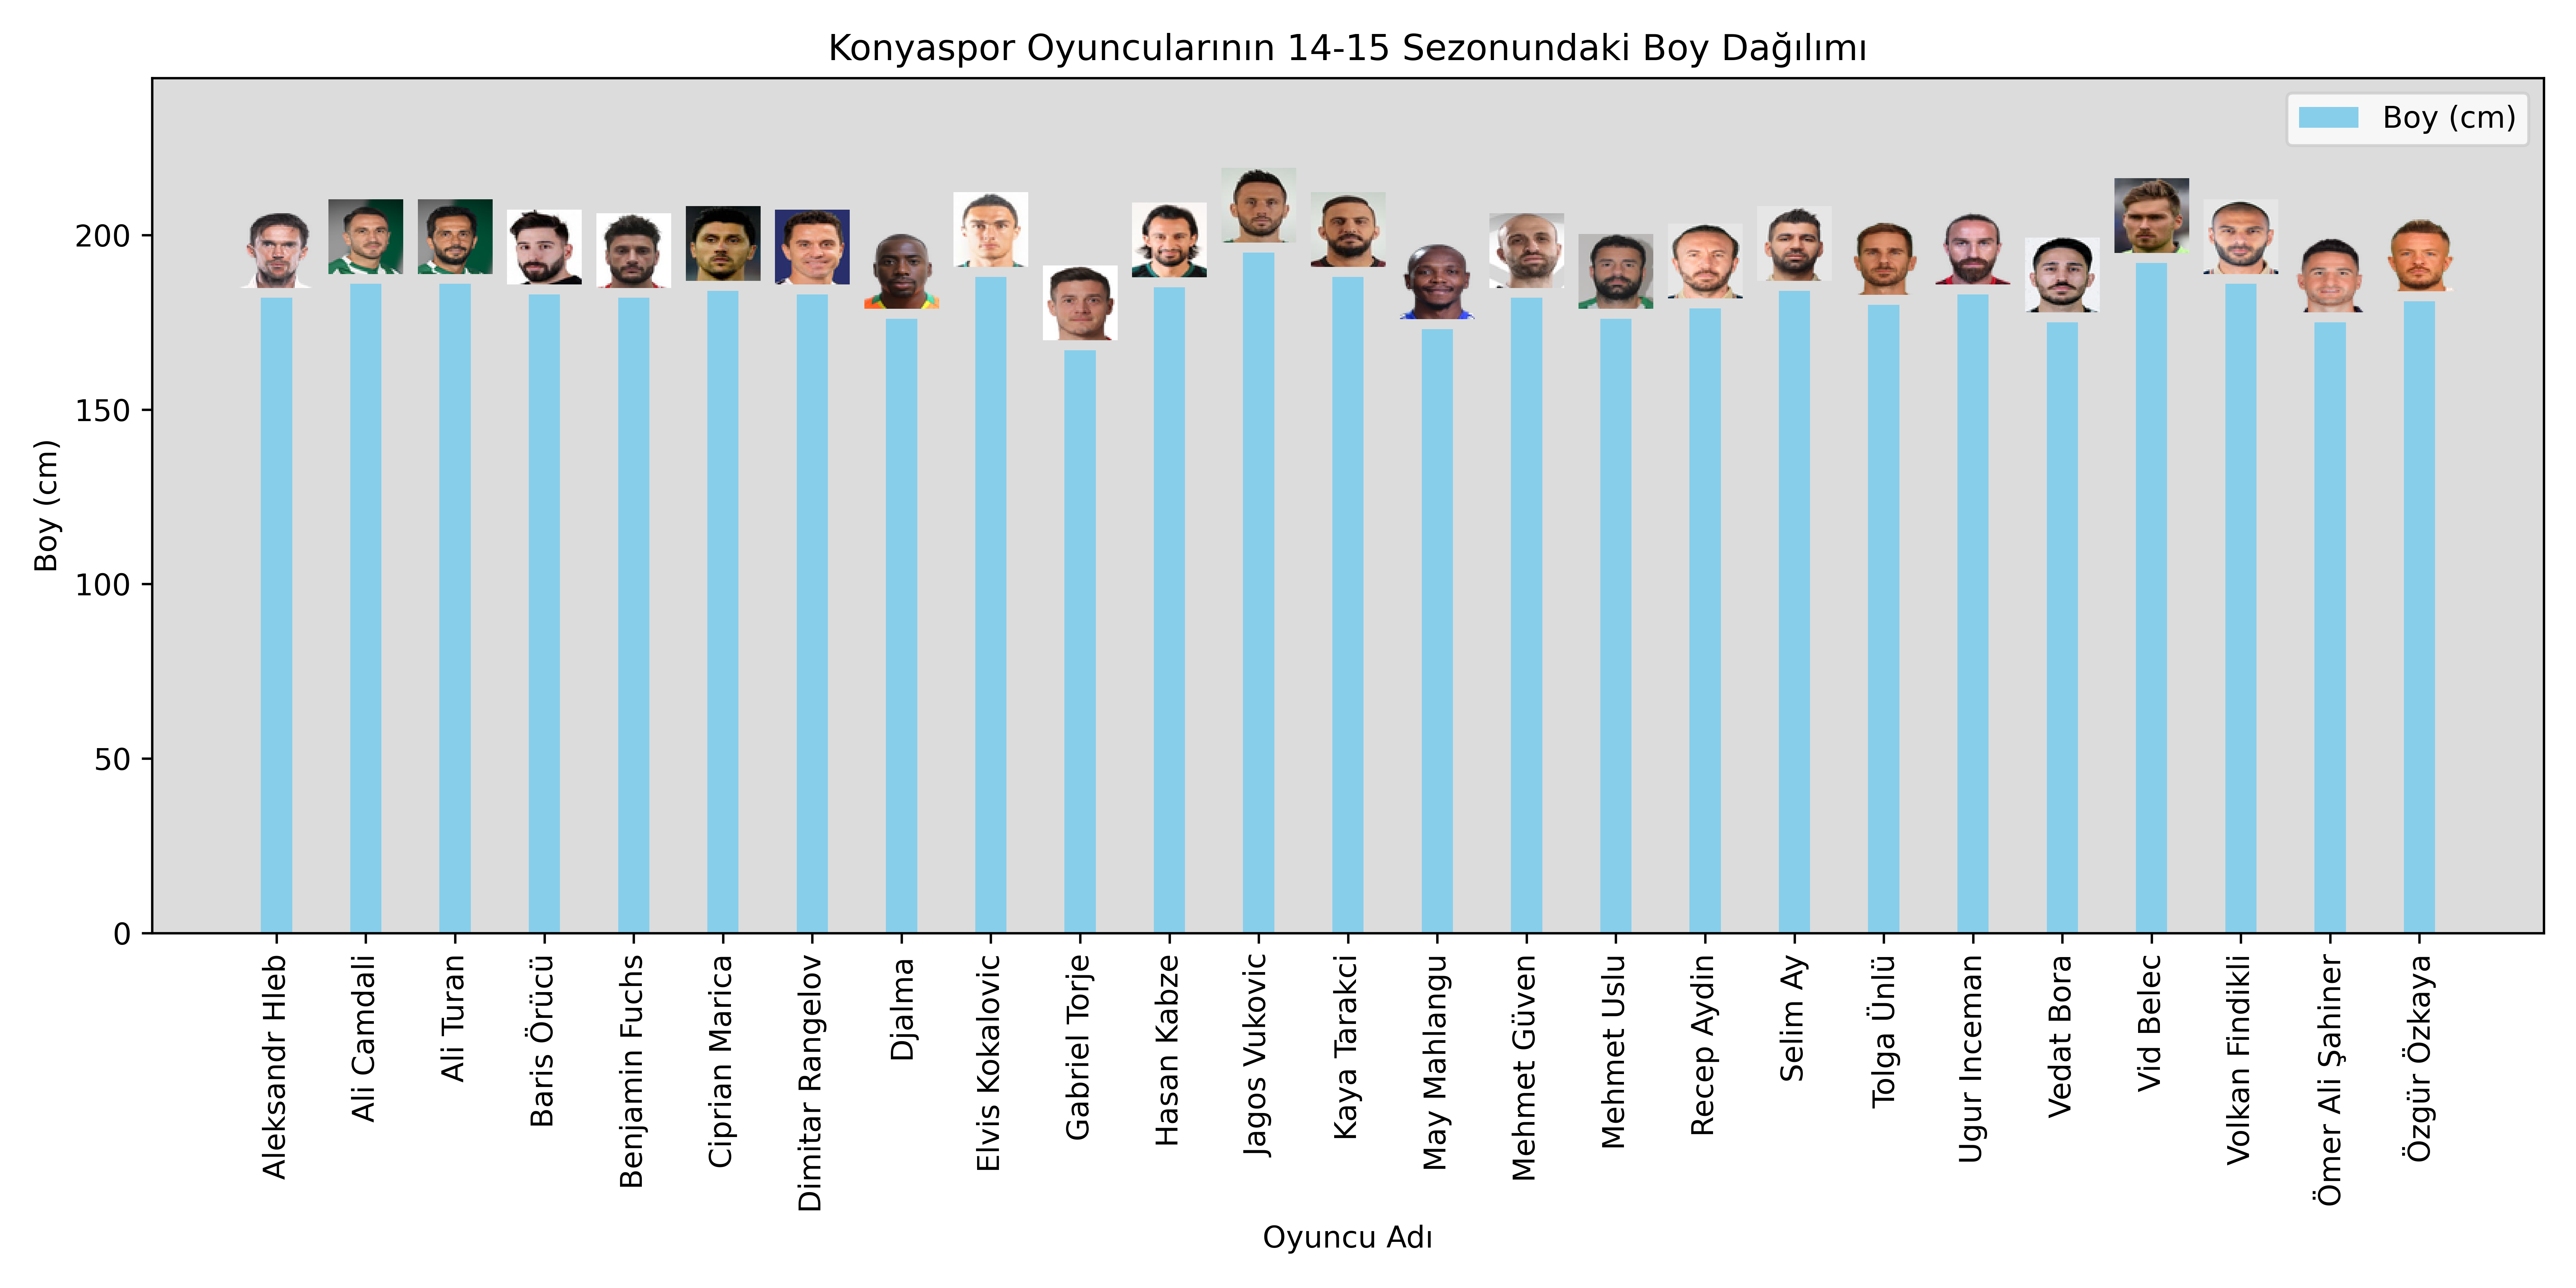 Konyaspor Oyuncularının 14-15 Sezonundaki Boy Dağılımı
Boy (cm)
Boy (cm)
200
150
100
50
0
Aleksandr Hleb
Ali Camdali
Ali Turan
Baris Örücü
Benjamin Fuchs
Ciprian Marica
Dimitar Rangelov
Djalma
Elvis Kokalovic
Gabriel Torje
Hasan Kabze
Jagos Vukovic
Kaya Tarakci
May Mahlangu
Mehmet Güven
Mehmet Uslu
Recep Aydin
Selim Ay
Tolga Ünlü
Ugur Inceman
Vedat Bora
Vid Belec
Volkan Findikli
Ömer Ali Şahiner
Özgür Özkaya
Oyuncu Adı